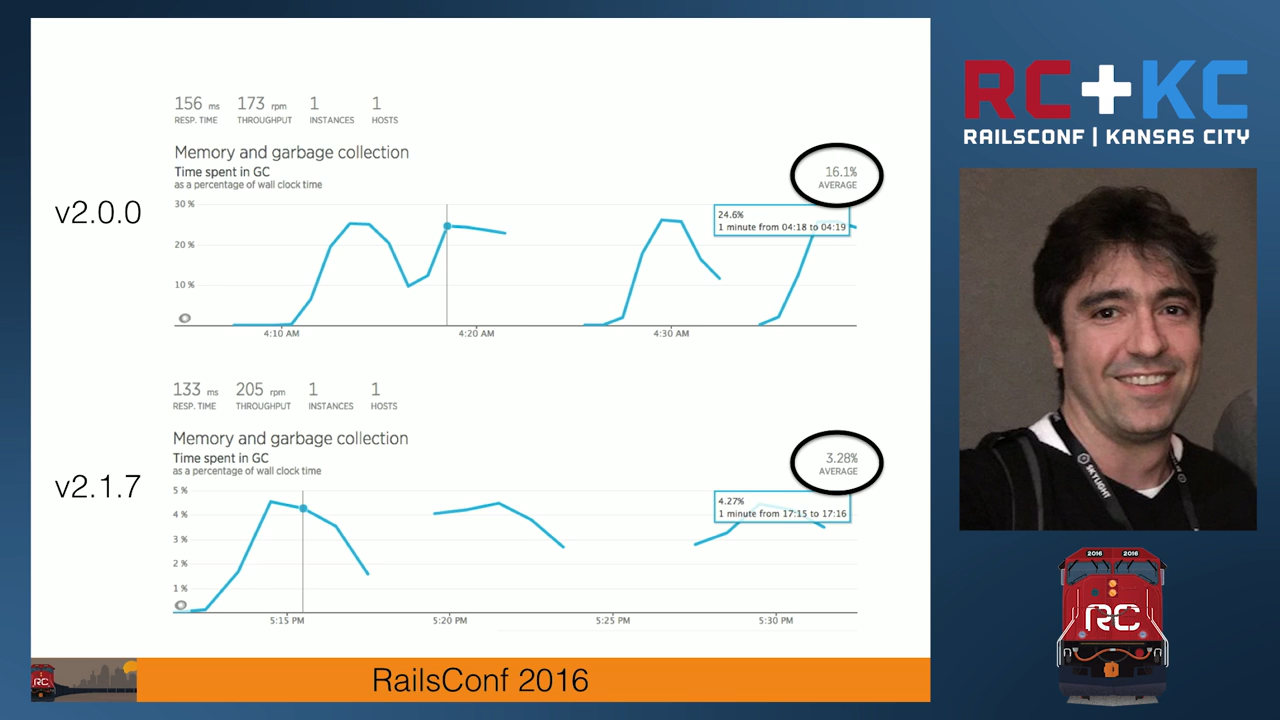 156 ms 173 rpm 1 1
RESP. TIME THROUGHPUT INSTANCES HOSTS
Memory and garbage collection
Time spent in GC
as a percentage of wall clock time
16.1%
AVERAGE
v2.0.0
30 %
20 %
10 %
24.6%
1 minute from 04:18 to 04:19
4:10 AM 4:20 AM 4:30 AM
133 ms 205 rpm 1 1
RESP. TIME THROUGHPUT INSTANCES HOSTS
Memory and garbage collection
Time spent in GC
as a percentage of wall clock time
3.28%
AVERAGE
v2.1.7
5 %
4 %
3 %
2 %
1 %
4.27%
1 minute from 17:15 to 17:16
5:15 PM 5:20 PM 5:25 PM 5:30 PM
RC
RailsConf 2016
RC+KC
RAILSCONF | KANSAS CITY
SKYLIGHT
2016 2016
RC